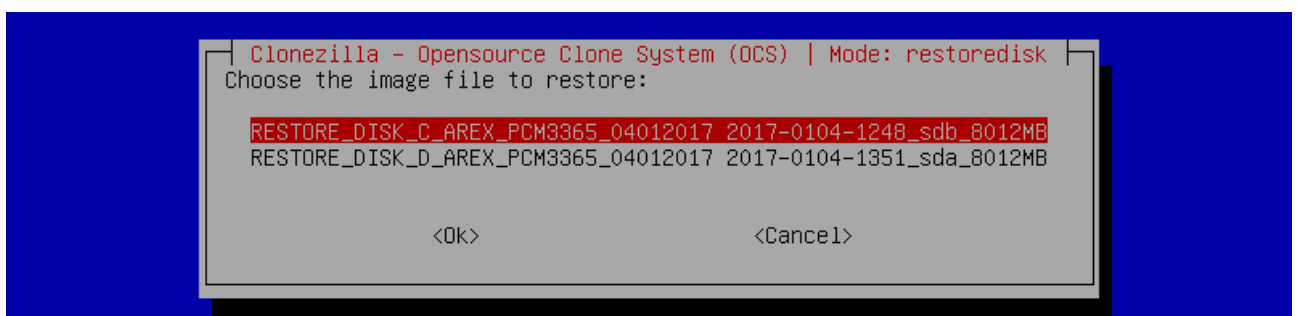 Clonezilla - Opensource Clone System (OCS) | Mode: restoredisk
Choose the image file to restore:
RESTORE_DISK_C_AREX_PCM3365_04012017 2017-0104-1248_sdb_8012MB
RESTORE_DISK_D_AREX_PCM3365_04012017 2017-0104-1351_sda_8012MB
<Ok> <Cancel>